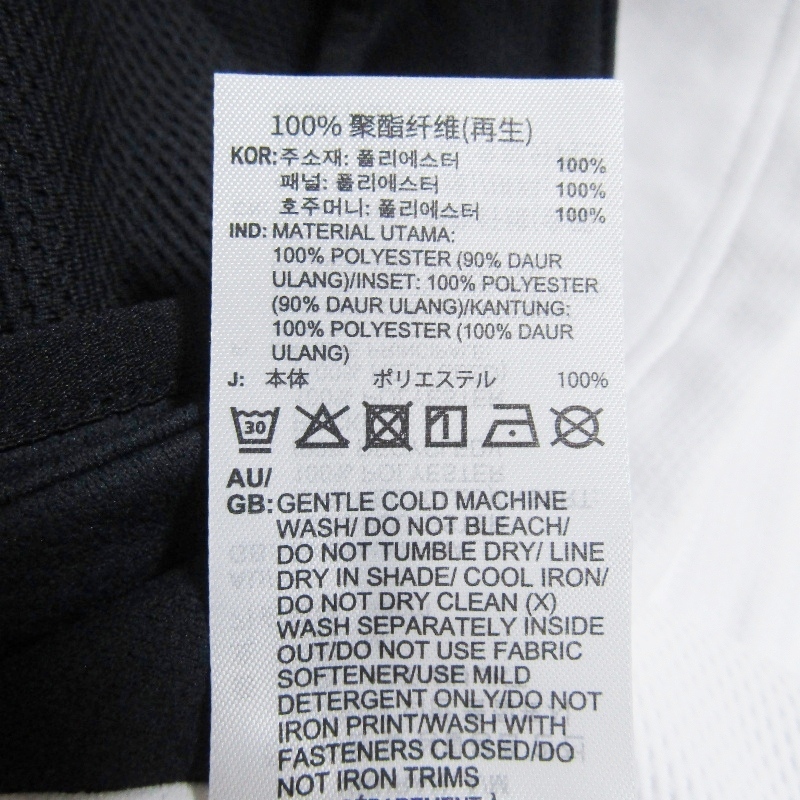 100% 聚酯纤维(再生)
KOR: 주소재: 폴리에스터 100%
패널: 폴리에스터 100%
호주머니: 폴리에스터 100%
IND: MATERIAL UTAMA:
100% POLYESTER (90% DAUR
ULANG)/INSET: 100% POLYESTER
(90% DAUR ULANG)/KANTUNG:
100% POLYESTER (100% DAUR
ULANG)
J: 本体 ポリエステル 100%
30
AU/
GB: GENTLE COLD MACHINE
WASH/ DO NOT BLEACH/
DO NOT TUMBLE DRY/ LINE
DRY IN SHADE/ COOL IRON/
DO NOT DRY CLEAN (X)
WASH SEPARATELY INSIDE
OUT/DO NOT USE FABRIC
SOFTENER/USE MILD
DETERGENT ONLY/DO NOT
IRON PRINT/WASH WITH
FASTENERS CLOSED/DO
NOT IRON TRIMS